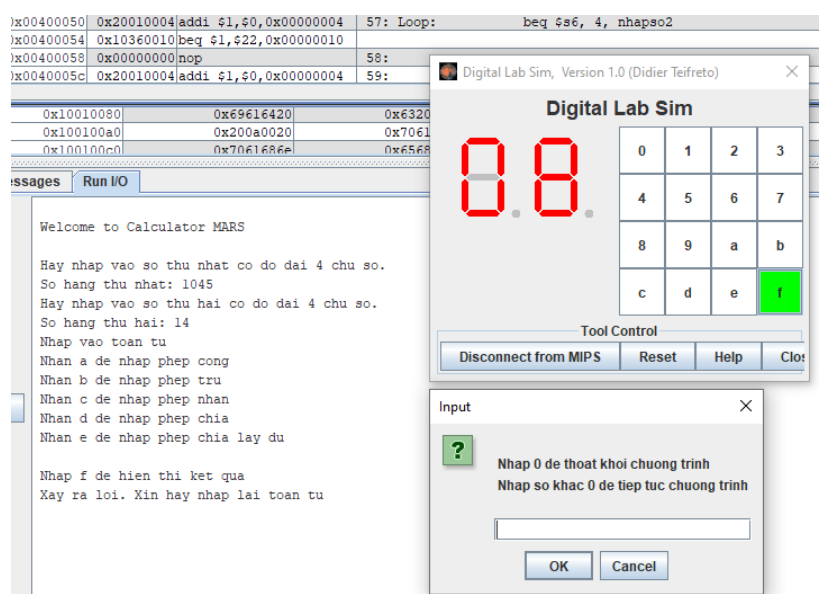 0x00400050 0x20010004 addi $1,$0,0x00000004 57: Loop: beq $s6, 4, nhapso2
0x00400054 0x10360010 beq $1,$22,0x00000010
0x00400058 0x00000000 nop 58:
0x0040005c 0x20010004 addi $1,$0,0x00000004 59:
Digital Lab Sim, Version 1.0 (Didier Teifreto)
0x10010080 0x69616420 0x6320
0x100100a0 0x200a0020 0x7061
0x100100c0 0x7061686e 0x6568
Digital Lab Sim
08
0 1 2 3
4 5 6 7
8 9 a b
c d e f
Tool Control
Disconnect from MIPS Reset Help Clos
essages Run I/O
Welcome to Calculator MARS
Hay nhap vao so thu nhat co do dai 4 chu so.
So hang thu nhat: 1045
Hay nhap vao so thu hai co do dai 4 chu so.
So hang thu hai: 14
Nhap vao toan tu
Nhan a de nhap phep cong
Nhan b de nhap phep tru
Nhan c de nhap phep nhan
Nhan d de nhap phep chia
Nhan e de nhap phep chia lay du
Nhap f de hien thi ket qua
Xay ra loi. Xin hay nhap lai toan tu
Input
?
Nhap 0 de thoat khoi chuong trinh
Nhap so khac 0 de tiep tuc chuong trinh
OK Cancel